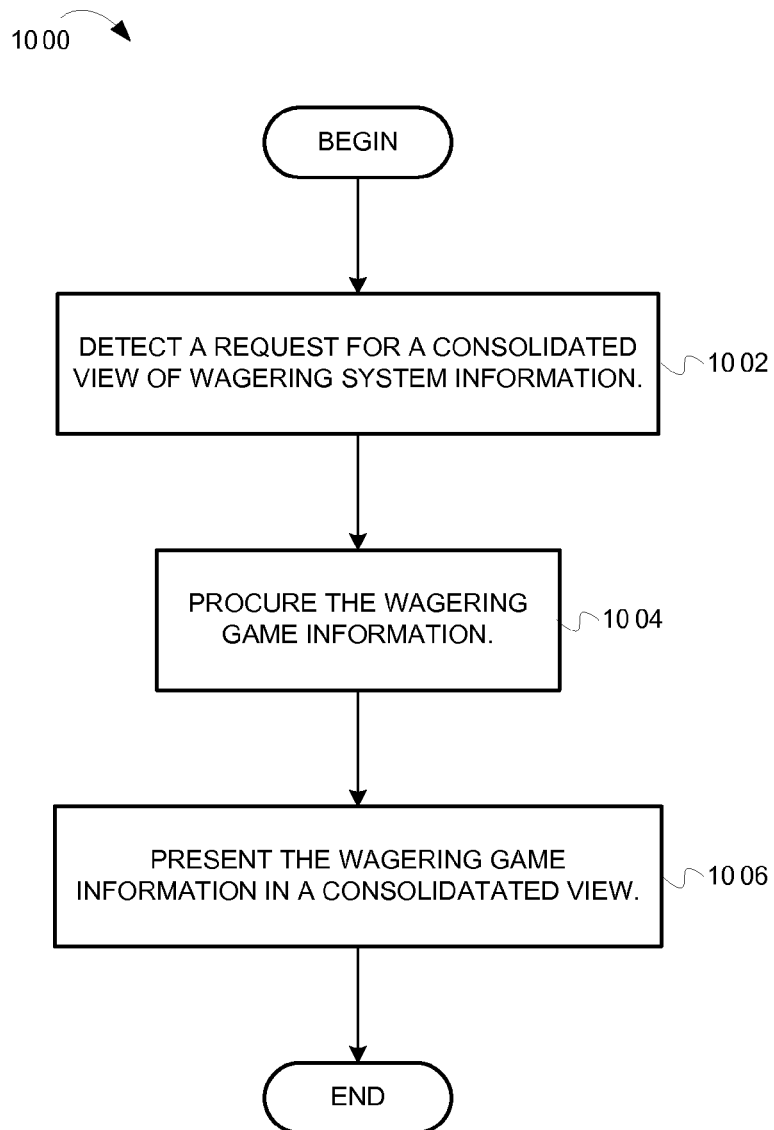 1000
BEGIN
DETECT A REQUEST FOR A CONSOLIDATED
VIEW OF WAGERING SYSTEM INFORMATION.
1002
PROCURE THE WAGERING
GAME INFORMATION.
1004
PRESENT THE WAGERING GAME
INFORMATION IN A CONSOLIDATATED VIEW.
1006
END